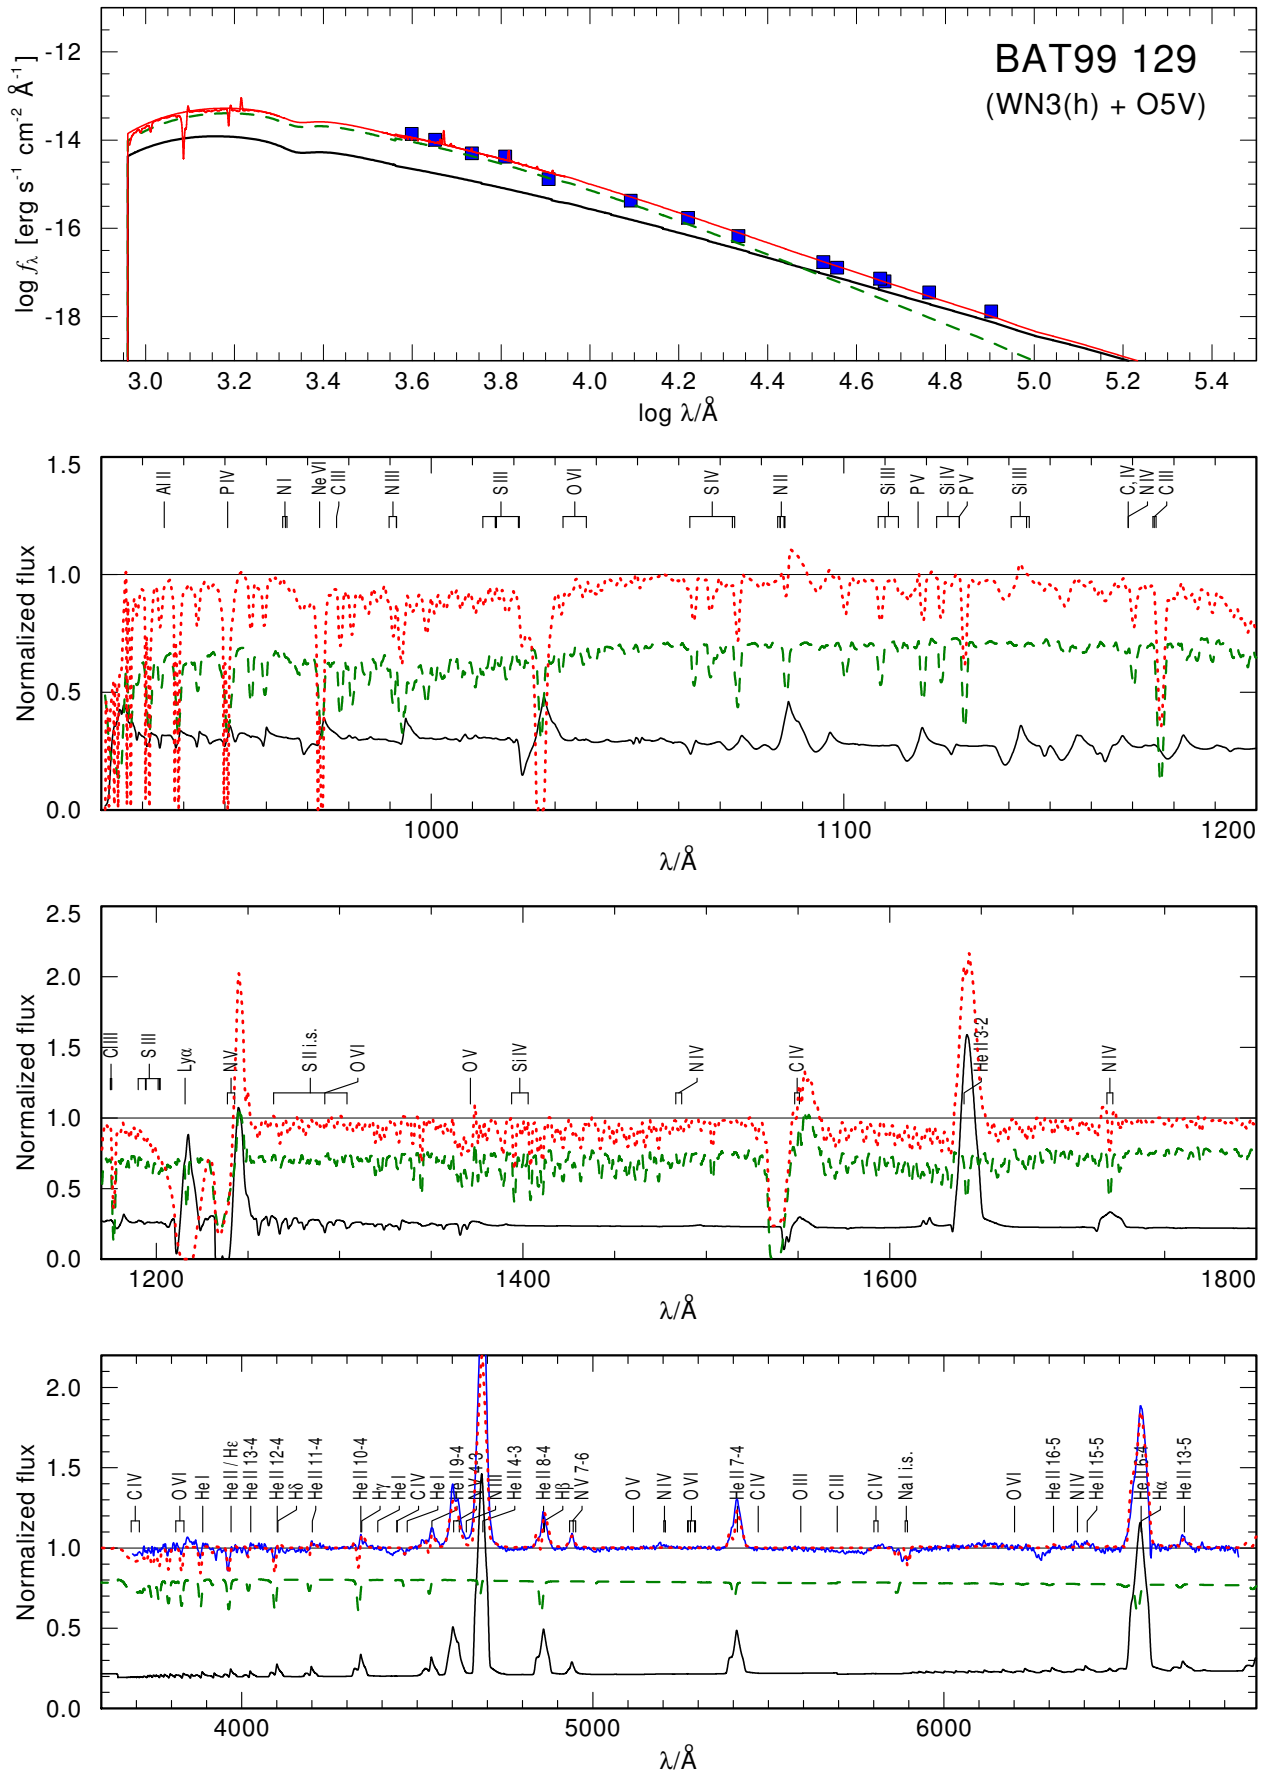 BAT99 129
(WN3(h) + O5V)
log fλ [erg s-1 cm-2 Å-1]
-12
-14
-16
-18
3.0 3.2 3.4 3.6 3.8 4.0 4.2 4.4 4.6 4.8 5.0 5.2 5.4
log λ/Å
Normalized flux
1.5
1.0
0.5
0.0
Al II
P IV
N I
Ne VI
C III
N III
S III
O VI
S IV
N II
Si III
P V
Si IV
P V
Si III
C, IV
N IV
C III
1000 1100 1200
λ/Å
Normalized flux
2.5
2.0
1.5
1.0
0.5
0.0
C III
S III
Lyα
N V
S II i.s.
O VI
O V
Si IV
N IV
C IV
He II 3-2
N IV
1200 1400 1600 1800
λ/Å
Normalized flux
2.0
1.5
1.0
0.5
0.0
C IV
O VI
He I
He II / Hε
He II 13-4
He II 12-4
Hδ
He II 11-4
He II 10-4
Hγ
He I
C IV
He I
He II 9-4
N V 4-3
N III
He II 4-3
He II 8-4
Hβ
N V 7-6
O V
N IV
O VI
He II 7-4
C IV
O III
C III
C IV
Na i.s.
O VI
He II 16-5
N IV
He II 15-5
He II 6-4
Hα
He II 13-5
4000 5000 6000
λ/Å